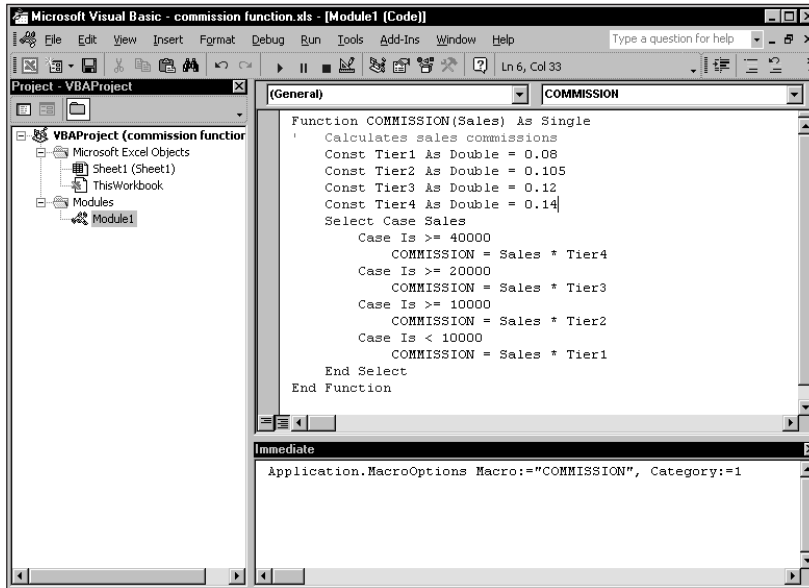 Microsoft Visual Basic - commission function.xls - [Module1 (Code)]
File Edit View Insert Format Debug Run Tools Add-Ins Window Help Type a question for help
Ln 6, Col 33
Project - VBAProject
VBAProject (commission function
Microsoft Excel Objects
Sheet1 (Sheet1)
ThisWorkbook
Modules
Module1
(General) COMMISSION
Function COMMISSION(Sales) As Single
' Calculates sales commissions
Const Tier1 As Double = 0.08
Const Tier2 As Double = 0.105
Const Tier3 As Double = 0.12
Const Tier4 As Double = 0.14
Select Case Sales
Case Is >= 40000
COMMISSION = Sales * Tier4
Case Is >= 20000
COMMISSION = Sales * Tier3
Case Is >= 10000
COMMISSION = Sales * Tier2
Case Is < 10000
COMMISSION = Sales * Tier1
End Select
End Function
Immediate
Application.MacroOptions Macro:="COMMISSION", Category:=1